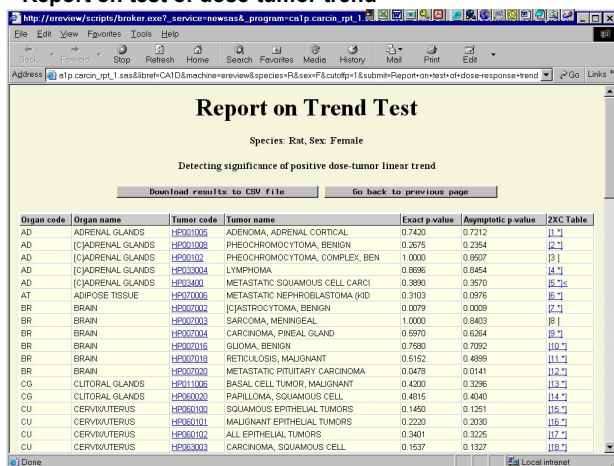 Report on test of dose-tumor trend
http://ereview/scripts/broker.exe?_service=newsas&_program=ca1p.carcin_rpt_1.
File Edit View Favorites Tools Help
Back Forward Stop Refresh Home Search Favorites Media History Mail Print Edit
Address a1p.carcin_rpt_1.sas&libref=CA1D&machine=ereview&species=R&sex=F&cutoffp=1&submit=Report+on+test+of+dose-response+trend Go Links »
Report on Trend Test
Species: Rat, Sex: Female
Detecting significance of positive dose-tumor linear trend
Download results to CSV file Go back to previous page
Organ code Organ name Tumor code Tumor name Exact p-value Asymptotic p-value 2XC Table
AD ADRENAL GLANDS HP001005 ADENOMA, ADRENAL CORTICAL 0.7420 0.7212 [1 *]
AD [C]ADRENAL GLANDS HP001008 PHEOCHROMOCYTOMA, BENIGN 0.2675 0.2354 [2 *]
AD [C]ADRENAL GLANDS HP00102 PHEOCHROMOCYTOMA, COMPLEX, BEN 1.0000 0.8507 [3 ]
AD [C]ADRENAL GLANDS HP033004 LYMPHOMA 0.8696 0.8454 [4 *]
AD [C]ADRENAL GLANDS HP03400 METASTATIC SQUAMOUS CELL CARCI 0.3890 0.3570 [5 *]<
AT ADIPOSE TISSUE HP070006 METASTATIC NEPHROBLASTOMA (KID 0.3103 0.0976 [6 *]
BR BRAIN HP007002 [C]ASTROCYTOMA, BENIGN 0.0079 0.0009 [7 *]
BR BRAIN HP007003 SARCOMA, MENINGEAL 1.0000 0.8403 [8 ]
BR BRAIN HP007004 CARCINOMA, PINEAL GLAND 0.5970 0.6264 [9 *]
BR BRAIN HP007016 GLIOMA, BENIGN 0.7580 0.7092 [10 *]
BR BRAIN HP007018 RETICULOSIS, MALIGNANT 0.5152 0.4899 [11 *]
BR BRAIN HP007020 METASTATIC PITUITARY CARCINOMA 0.0478 0.0141 [12 *]
CG CLITORAL GLANDS HP011006 BASAL CELL TUMOR, MALIGNANT 0.4200 0.3296 [13 *]
CG CLITORAL GLANDS HP060020 PAPILLOMA, SQUAMOUS CELL 0.4815 0.4040 [14 *]
CU CERVIX/UTERUS HP060100 SQUAMOUS EPITHELIAL TUMORS 0.1450 0.1251 [15 *]
CU CERVIX/UTERUS HP060101 MALIGNANT EPITHELIAL TUMORS 0.2220 0.2030 [16 *]
CU CERVIX/UTERUS HP060102 ALL EPITHELIAL TUMORS 0.3401 0.3225 [17 *]
CU CERVIX/UTERUS HP063003 CARCINOMA, SQUAMOUS CELL 0.1537 0.1327 [18 *]
Done Local intranet